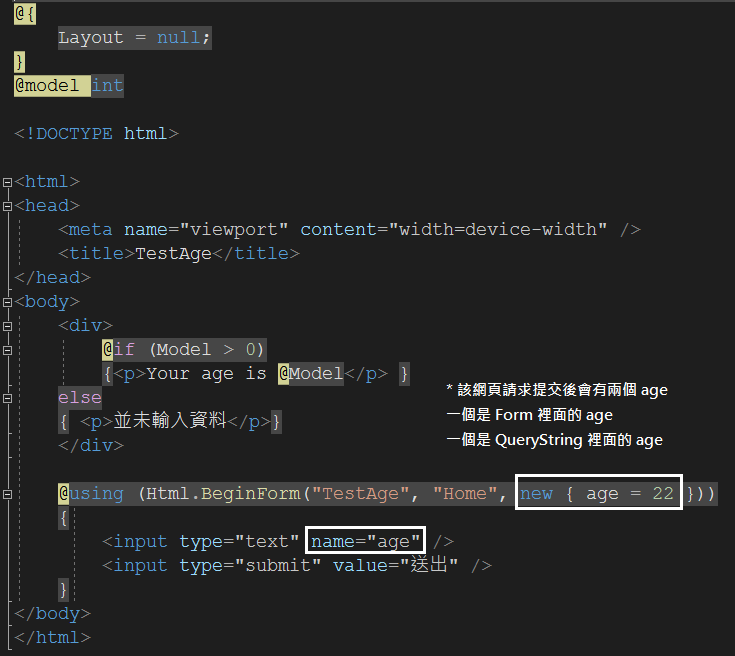 @{
Layout = null;
}
@model int
<!DOCTYPE html>
<html>
<head>
<meta name="viewport" content="width=device-width" />
<title>TestAge</title>
</head>
<body>
<div>
@if (Model > 0)
{<p>Your age is @Model</p> }
else
{ <p>並未輸入資料</p>}
</div>
* 該網頁請求提交後會有兩個 age
一個是 Form 裡面的 age
一個是 QueryString 裡面的 age
@using (Html.BeginForm("TestAge", "Home", new { age = 22 }))
{
<input type="text" name="age" />
<input type="submit" value="送出" />
}
</body>
</html>